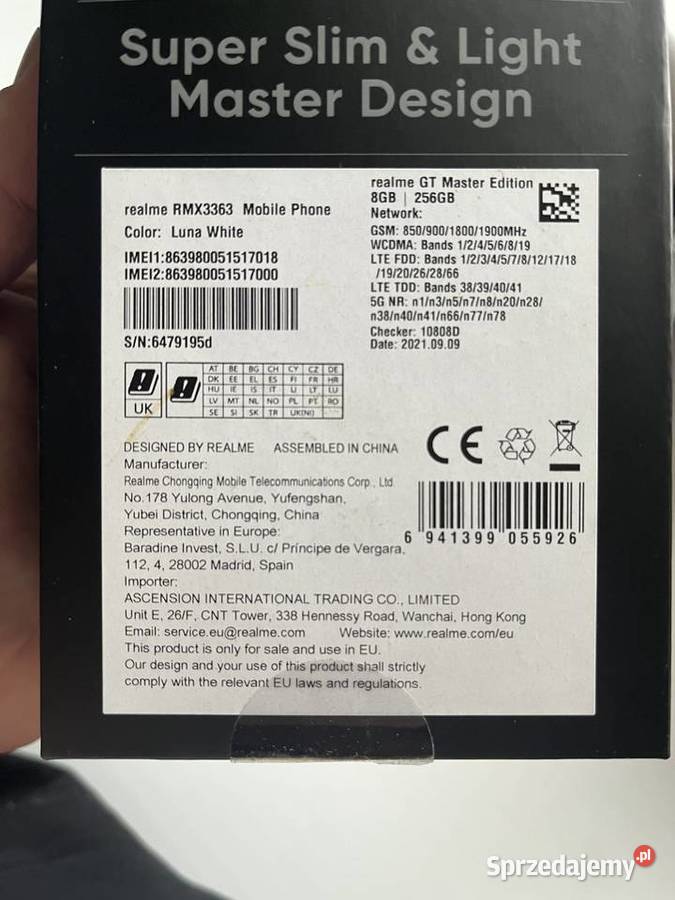 Super Slim & Light
Master Design
realme RMX3363 Mobile Phone
Color: Luna White
IMEI1:863980051517018
IMEI2:863980051517000
S/N:6479195d
realme GT Master Edition
8GB | 256GB
Network:
GSM: 850/900/1800/1900MHz
WCDMA: Bands 1/2/4/5/6/8/19
LTE FDD: Bands 1/2/3/4/5/7/8/12/17/18
/19/20/26/28/66
LTE TDD: Bands 38/39/40/41
5G NR: n1/n3/n5/n7/n8/n20/n28/
n38/n40/n41/n66/n77/n78
Checker: 10808D
Date: 2021.09.09
UK
AT BE BG CH CY CZ DE
DK EE EL ES FI FR HR
HU IE IS IT LI LT LU
LV MT NL NO PL PT RO
SE SI SK TR UK(NI)
DESIGNED BY REALME ASSEMBLED IN CHINA
Manufacturer:
Realme Chongqing Mobile Telecommunications Corp., Ltd.
No.178 Yulong Avenue, Yufengshan,
Yubei District, Chongqing, China
Representative in Europe:
Baradine Invest, S.L.U. c/ Príncipe de Vergara,
112, 4, 28002 Madrid, Spain
CE
6 941399 055926
Importer:
ASCENSION INTERNATIONAL TRADING CO., LIMITED
Unit E, 26/F, CNT Tower, 338 Hennessy Road, Wanchai, Hong Kong
Email: service.eu@realme.com Website: www.realme.com/eu
This product is only for sale and use in EU.
Our design and your use of this product shall strictly
comply with the relevant EU laws and regulations.
Sprzedajemy.pl